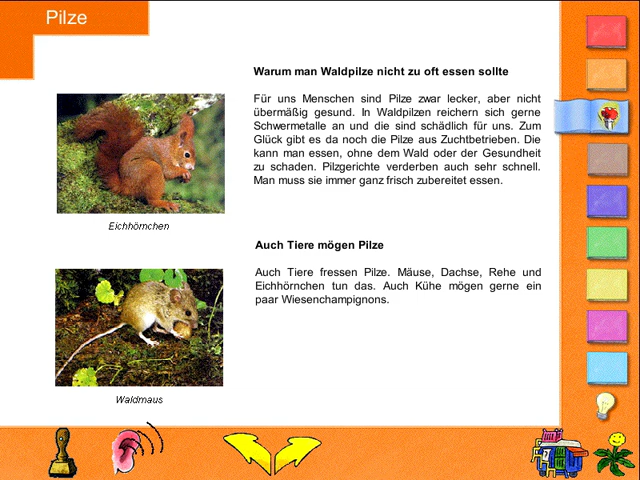 Pilze
Warum man Waldpilze nicht zu oft essen sollte
Für uns Menschen sind Pilze zwar lecker, aber nicht
übermäßig gesund. In Waldpilzen reichern sich gerne
Schwermetalle an und die sind schädlich für uns. Zum
Glück gibt es da noch die Pilze aus Zuchtbetrieben. Die
kann man essen, ohne dem Wald oder der Gesundheit
zu schaden. Pilzgerichte verderben auch sehr schnell.
Man muss sie immer ganz frisch zubereitet essen.
Eichhörnchen
Auch Tiere mögen Pilze
Auch Tiere fressen Pilze. Mäuse, Dachse, Rehe und
Eichhörnchen tun das. Auch Kühe mögen gerne ein
paar Wiesenchampignons.
Waldmaus